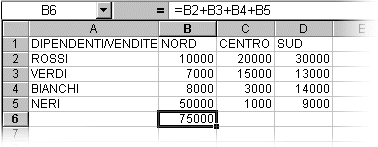 B6 = =B2+B3+B4+B5
A B C D E
1 DIPENDENTI/VENDITE NORD CENTRO SUD
2 ROSSI 10000 20000 30000
3 VERDI 7000 15000 13000
4 BIANCHI 8000 3000 14000
5 NERI 50000 1000 9000
6 75000
7